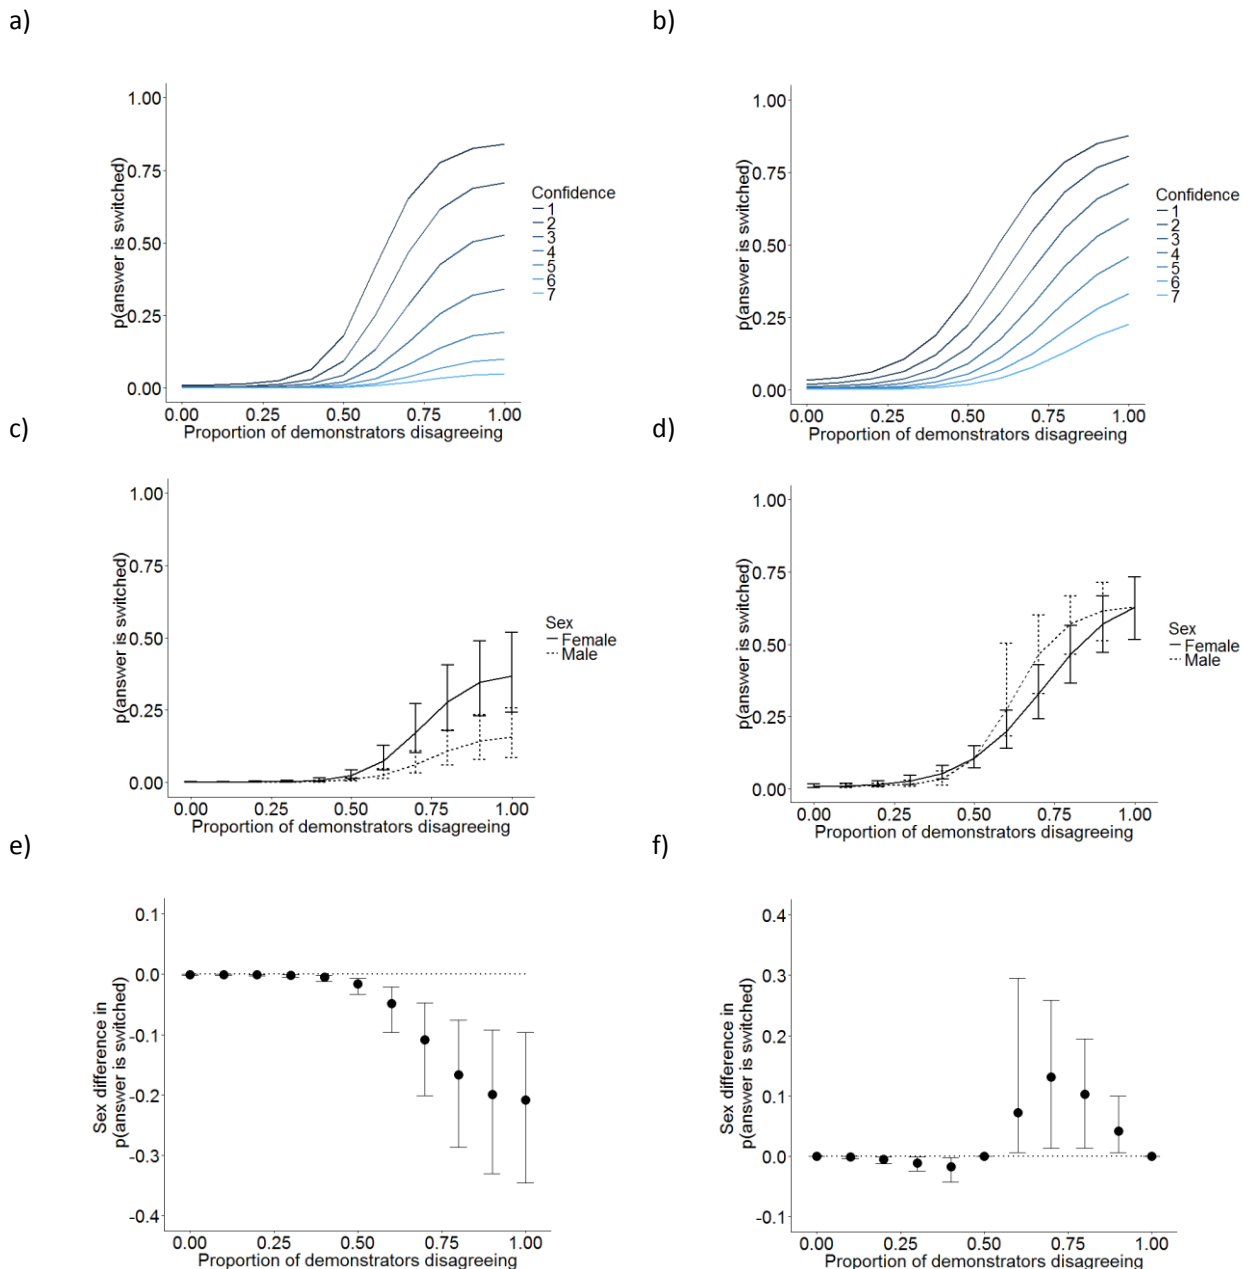 a)
b)
1.00
0.75
0.50
0.25
0.00
p(answer is switched)
0.00 0.25 0.50 0.75 1.00
Proportion of demonstrators disagreeing
Confidence
1
2
3
4
5
6
7
1.00
0.75
0.50
0.25
0.00
p(answer is switched)
0.00 0.25 0.50 0.75 1.00
Proportion of demonstrators disagreeing
Confidence
1
2
3
4
5
6
7
c)
d)
1.00
0.75
0.50
0.25
0.00
p(answer is switched)
0.00 0.25 0.50 0.75 1.00
Proportion of demonstrators disagreeing
Sex
Female
Male
1.00
0.75
0.50
0.25
0.00
p(answer is switched)
0.00 0.25 0.50 0.75 1.00
Proportion of demonstrators disagreeing
Sex
Female
Male
e)
f)
0.1
0.0
-0.1
-0.2
-0.3
-0.4
Sex difference in
p(answer is switched)
0.00 0.25 0.50 0.75 1.00
Proportion of demonstrators disagreeing
0.4
0.3
0.2
0.1
0.0
-0.1
Sex difference in
p(answer is switched)
0.00 0.25 0.50 0.75 1.00
Proportion of demonstrators disagreeing